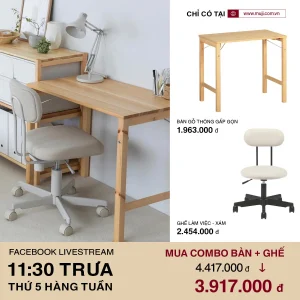 CHỈ CÓ TẠI
www.muji.com.vn
BÀN GỖ THÔNG GẤP GỌN
1.963.000 đ
GHẾ LÀM VIỆC - XÁM
2.454.000 đ
FACEBOOK LIVESTREAM
11:30 TRƯA
THỨ 5 HÀNG TUẦN
MUA COMBO BÀN + GHẾ
4.417.000 đ ↓
3.917.000 đ